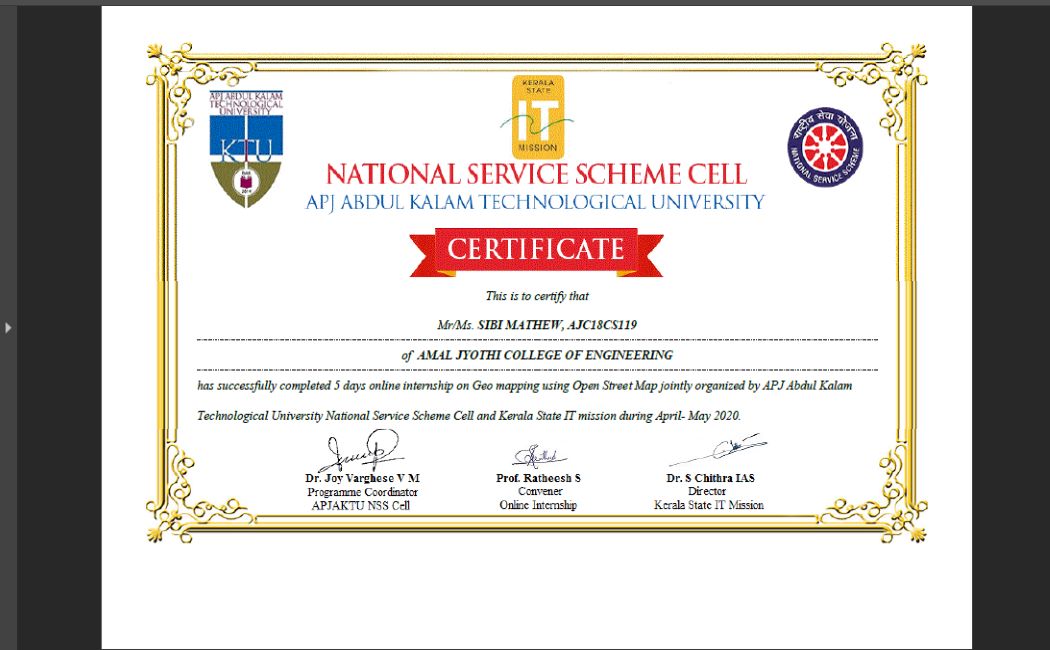 APJ ABDUL KALAM
TECHNOLOGICAL
UNIVERSITY
KTU
2014
KERALA
STATE
IT
MISSION
राष्ट्रीय सेवा योजना
NATIONAL SERVICE SCHEME
NATIONAL SERVICE SCHEME CELL
APJ ABDUL KALAM TECHNOLOGICAL UNIVERSITY
CERTIFICATE
This is to certify that
Mr/Ms. SIBI MATHEW, AJC18CS119
of AMAL JYOTHI COLLEGE OF ENGINEERING
has successfully completed 5 days online internship on Geo mapping using Open Street Map jointly organized by APJ Abdul Kalam
Technological University National Service Scheme Cell and Kerala State IT mission during April- May 2020.
Dr. Joy Varghese V M
Programme Coordinator
APJAKTU NSS Cell
Prof. Ratheesh S
Convener
Online Internship
Dr. S Chithra IAS
Director
Kerala State IT Mission